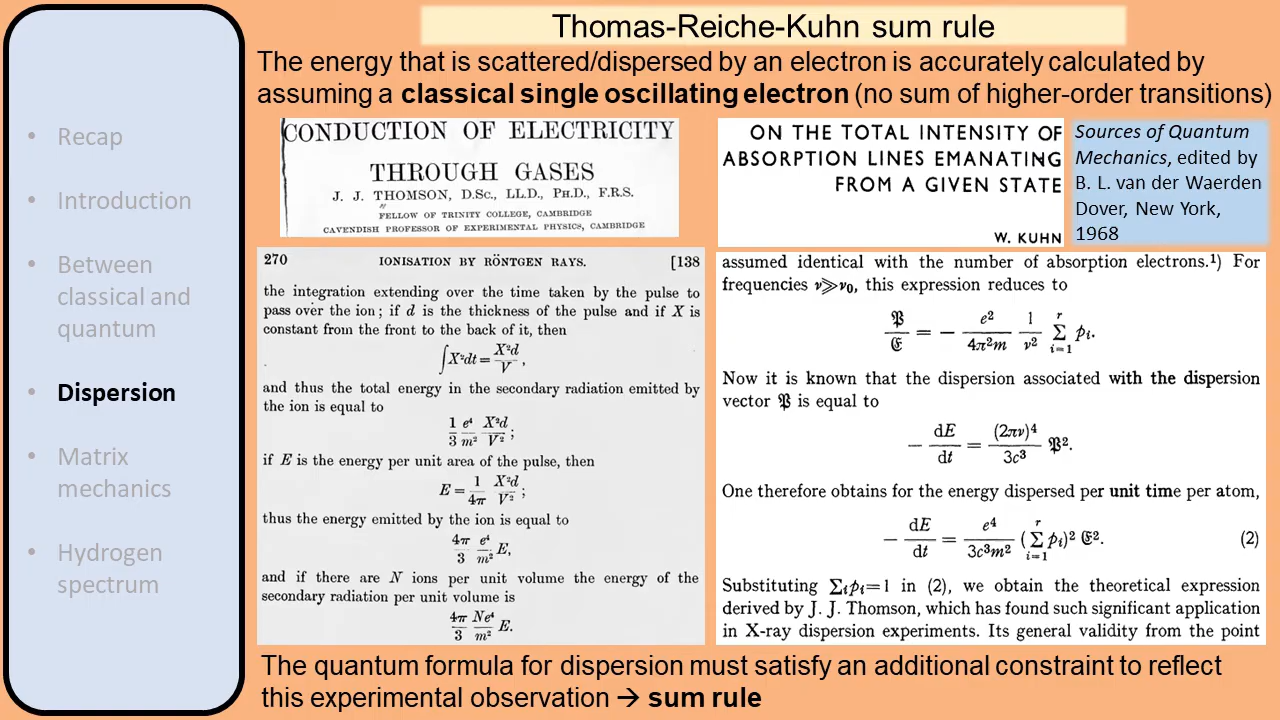 Thomas-Reiche-Kuhn sum rule
The energy that is scattered/dispersed by an electron is accurately calculated by
assuming a classical single oscillating electron (no sum of higher-order transitions)
• Recap
• Introduction
• Between
classical and
quantum
• Dispersion
• Matrix
mechanics
• Hydrogen
spectrum
CONDUCTION OF ELECTRICITY
THROUGH GASES
J. J. THOMSON, D.Sc., LL.D., Ph.D., F.R.S.
FELLOW OF TRINITY COLLEGE, CAMBRIDGE
CAVENDISH PROFESSOR OF EXPERIMENTAL PHYSICS, CAMBRIDGE
270 IONISATION BY RÖNTGEN RAYS. [138
the integration extending over the time taken by the pulse to
pass over the ion; if d is the thickness of the pulse and if X is
constant from the front to the back of it, then
∫X²dt = X²d/V,
and thus the total energy in the secondary radiation emitted by
the ion is equal to
1/3 e⁴/m² X²d/V²;
if E is the energy per unit area of the pulse, then
E = 1/4π X²d/V²;
thus the energy emitted by the ion is equal to
4π/3 e⁴/m² E,
and if there are N ions per unit volume the energy of the
secondary radiation per unit volume is
4π/3 Ne⁴/m² E.
ON THE TOTAL INTENSITY OF
ABSORPTION LINES EMANATING
FROM A GIVEN STATE
W. KUHN
Sources of Quantum
Mechanics, edited by
B. L. van der Waerden
Dover, New York,
1968
assumed identical with the number of absorption electrons.¹) For
frequencies ν≫ν₀, this expression reduces to
𝔓/𝔈 = − e²/4π²m 1/ν² Σ_{i=1}^{r} pᵢ.
Now it is known that the dispersion associated with the dispersion
vector 𝔓 is equal to
− dE/dt = (2πν)⁴/3c³ 𝔓².
One therefore obtains for the energy dispersed per unit time per atom,
− dE/dt = e⁴/3c³m² (Σ_{i=1}^{r} pᵢ)² 𝔈². (2)
Substituting Σᵢpᵢ=1 in (2), we obtain the theoretical expression
derived by J. J. Thomson, which has found such significant application
in X-ray dispersion experiments. Its general validity from the point
The quantum formula for dispersion must satisfy an additional constraint to reflect
this experimental observation → sum rule